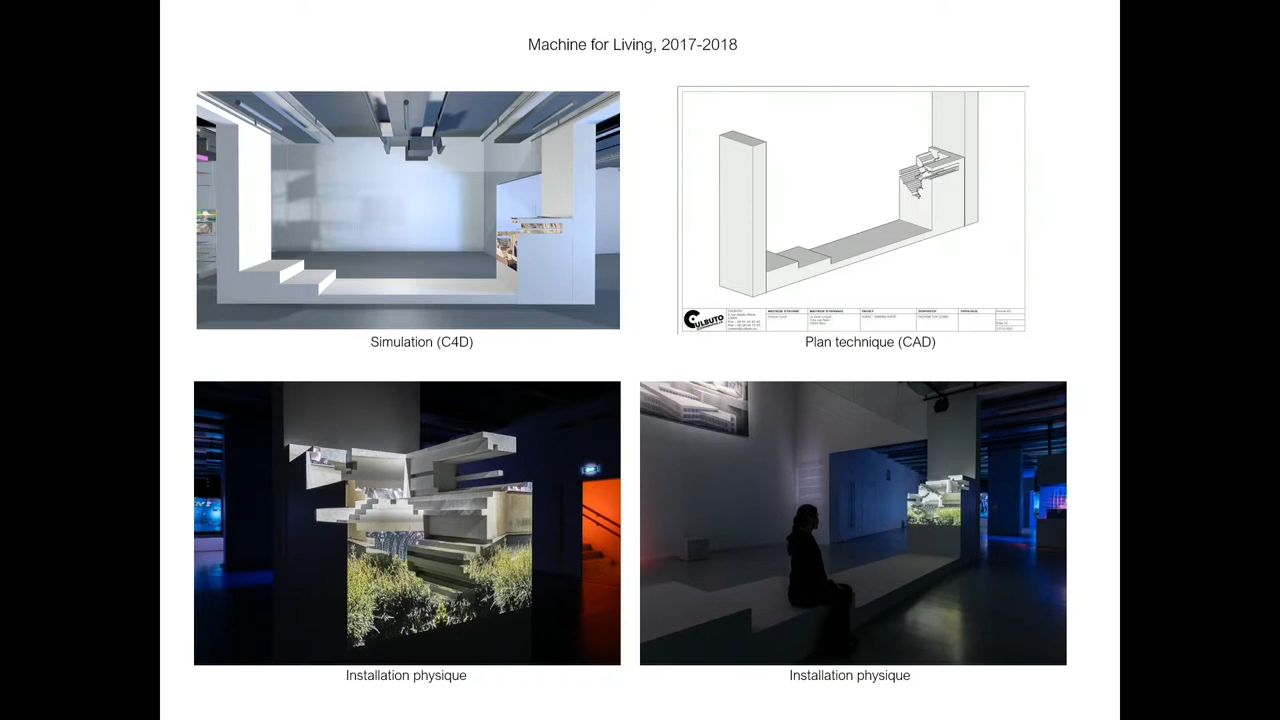 Machine for Living, 2017-2018
CULBUTO
Simulation (C4D)
Plan technique (CAD)
Installation physique
Installation physique